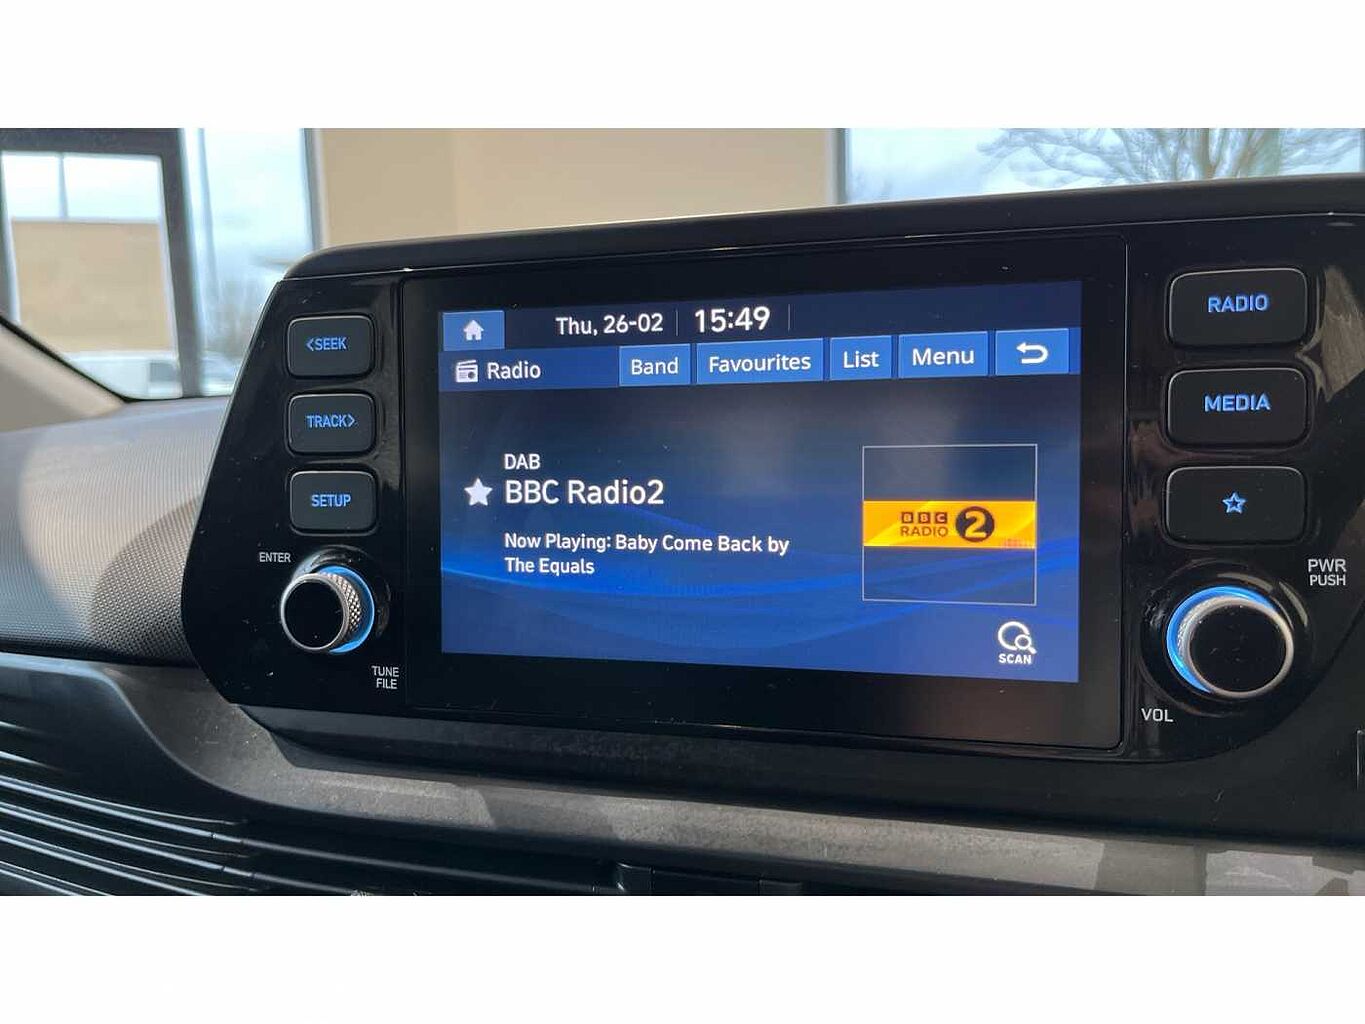 <SEEK
TRACK>
SETUP
ENTER
TUNE
FILE
Thu, 26-02 15:49
Radio Band Favourites List Menu
DAB
BBC Radio2
Now Playing: Baby Come Back by
The Equals
BBC
RADIO 2
SCAN
RADIO
MEDIA
PWR
PUSH
VOL